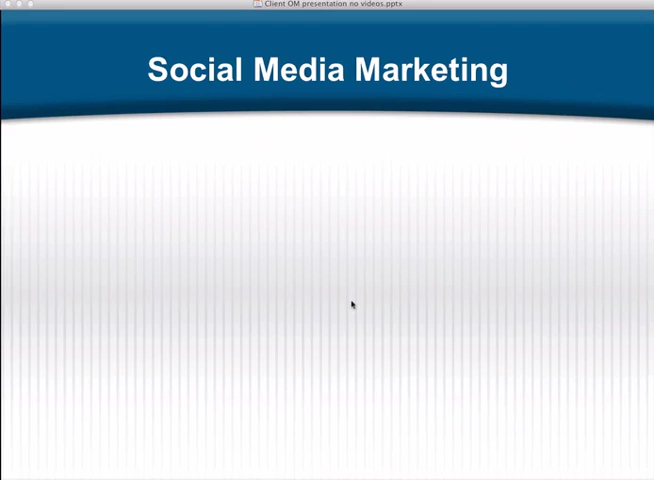 Client OM presentation no videos.pptx
Social Media Marketing